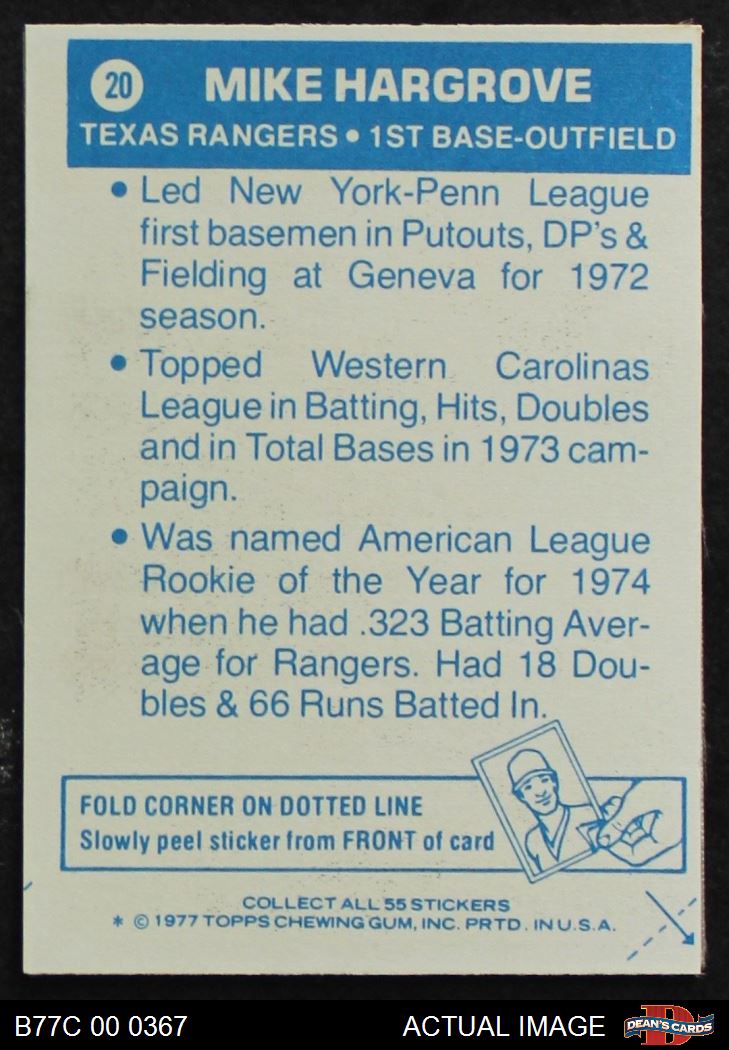 20 MIKE HARGROVE
TEXAS RANGERS • 1ST BASE-OUTFIELD
• Led New York-Penn League
first basemen in Putouts, DP's &
Fielding at Geneva for 1972
season.
• Topped Western Carolinas
League in Batting, Hits, Doubles
and in Total Bases in 1973 cam-
paign.
• Was named American League
Rookie of the Year for 1974
when he had .323 Batting Aver-
age for Rangers. Had 18 Dou-
bles & 66 Runs Batted In.
FOLD CORNER ON DOTTED LINE
Slowly peel sticker from FRONT of card
COLLECT ALL 55 STICKERS
* © 1977 TOPPS CHEWING GUM, INC. PRTD. IN U.S.A.
B77C 00 0367 ACTUAL IMAGE D DEAN'S CARDS